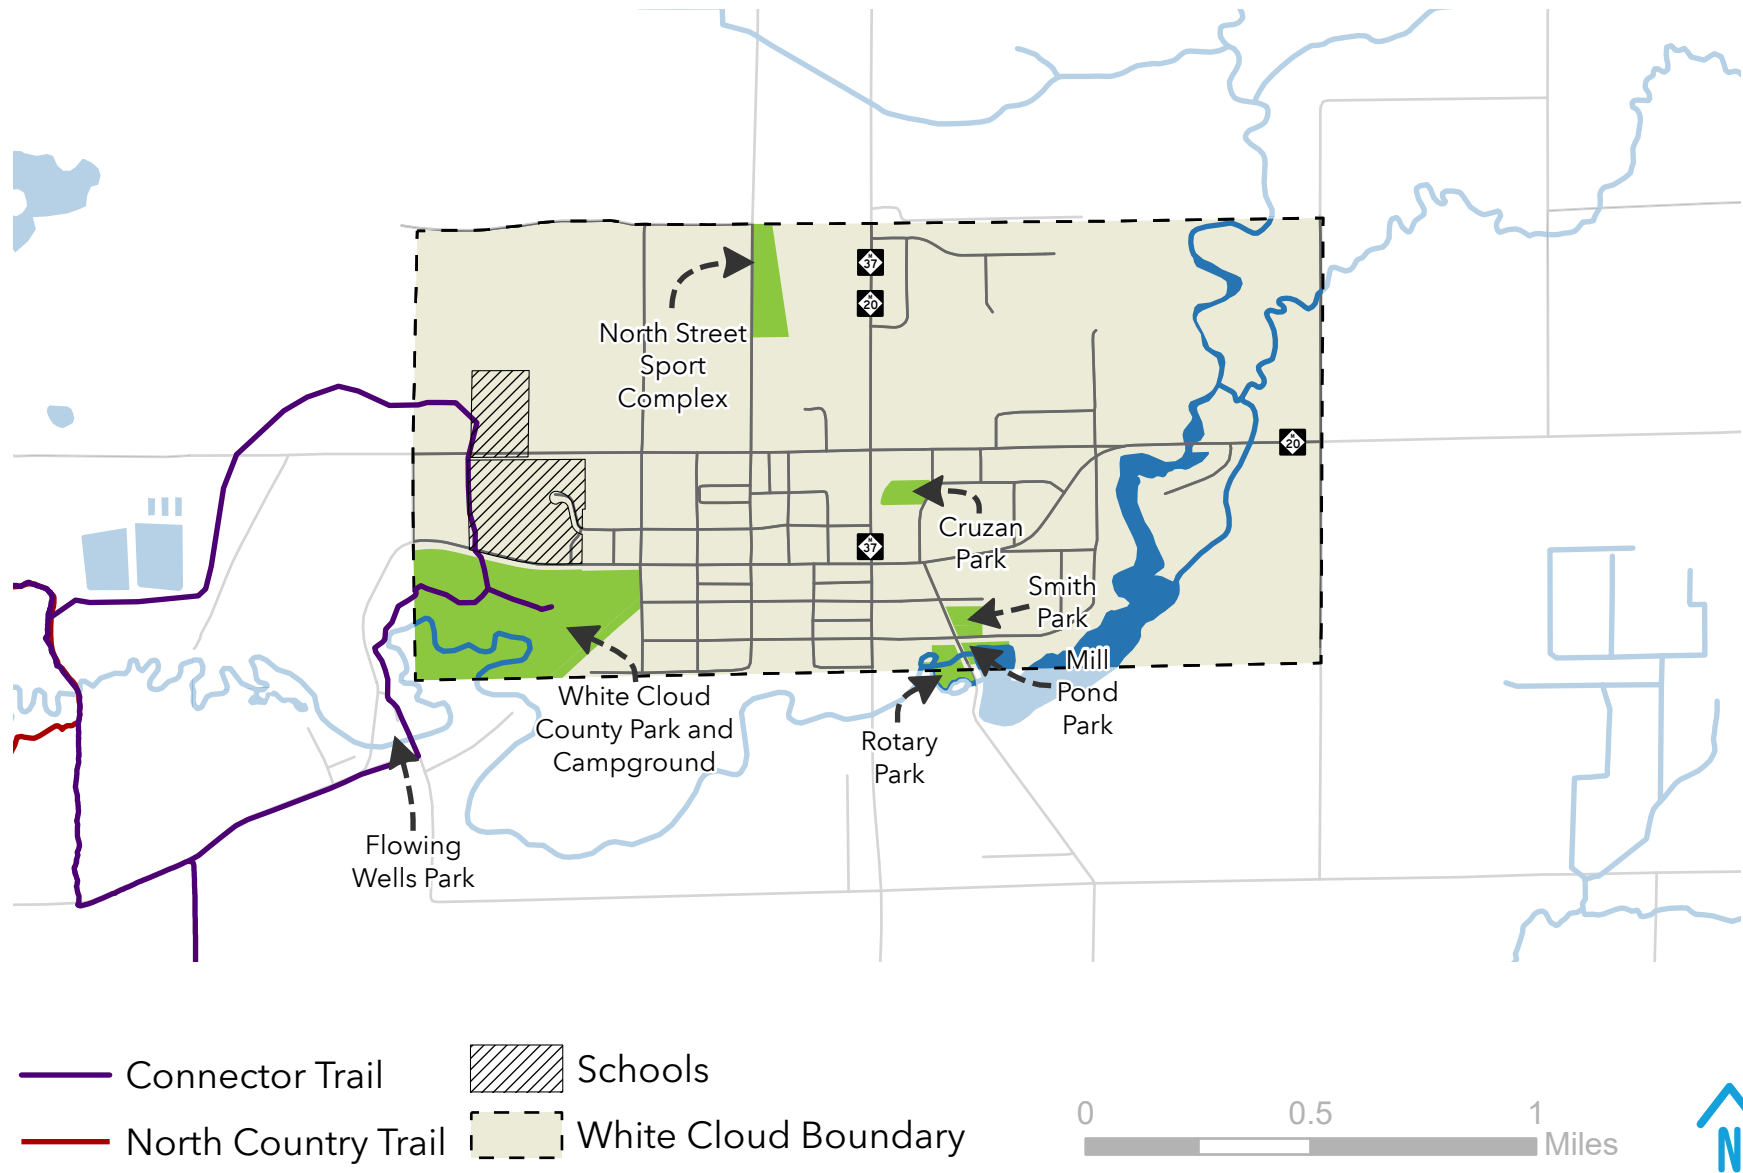 M
37
M
20
North Street
Sport
Complex
M
20
Cruzan
Park
M
37
Smith
Park
Mill
Pond
Park
White Cloud
County Park and
Campground
Rotary
Park
Flowing
Wells Park
Connector Trail
Schools
North Country Trail
White Cloud Boundary
0 0.5 1
Miles
N